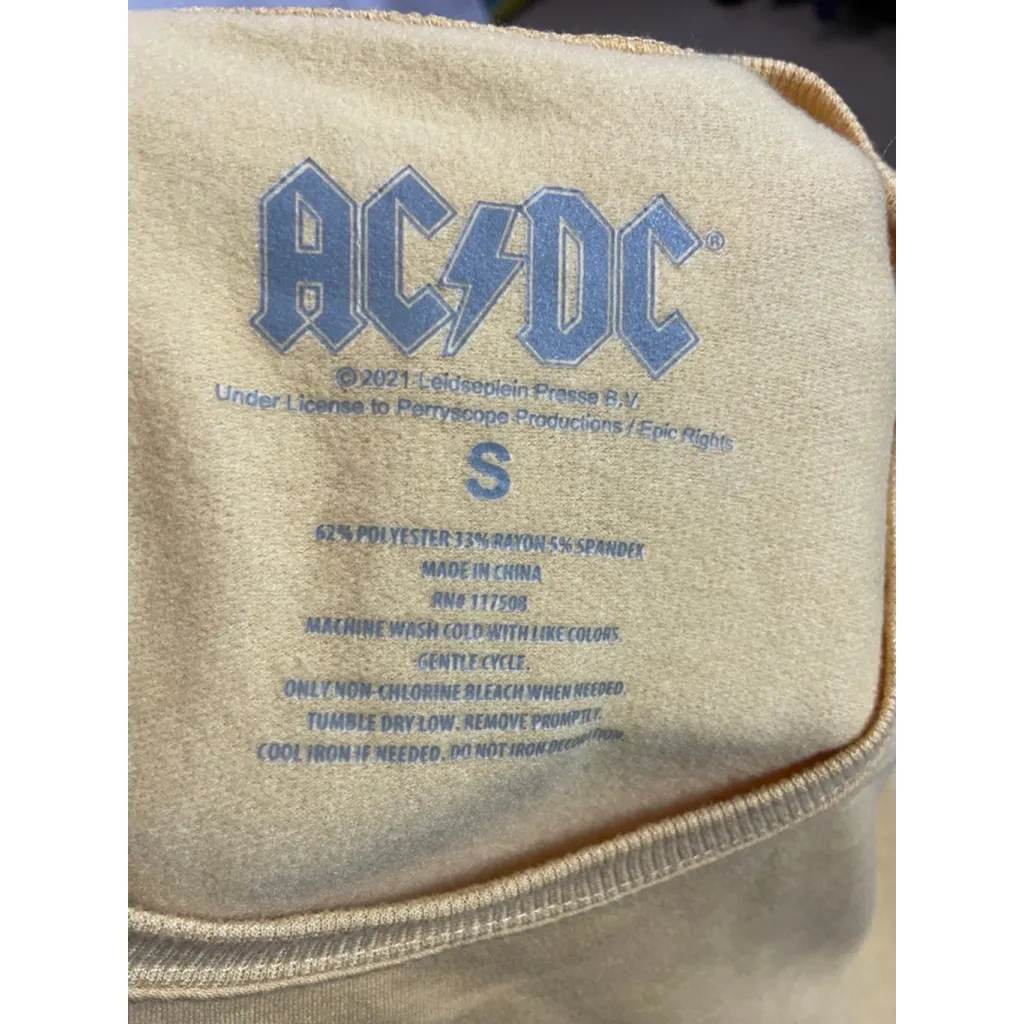 AC/DC®
© 2021 Leidseplein Presse B.V.
Under License to Perryscope Productions / Epic Rights
S
62% POLYESTER 33% RAYON 5% SPANDEX
MADE IN CHINA
RN# 117508
MACHINE WASH COLD WITH LIKE COLORS.
GENTLE CYCLE.
ONLY NON-CHLORINE BLEACH WHEN NEEDED.
TUMBLE DRY LOW. REMOVE PROMPTLY.
COOL IRON IF NEEDED. DO NOT IRON DECORATION.